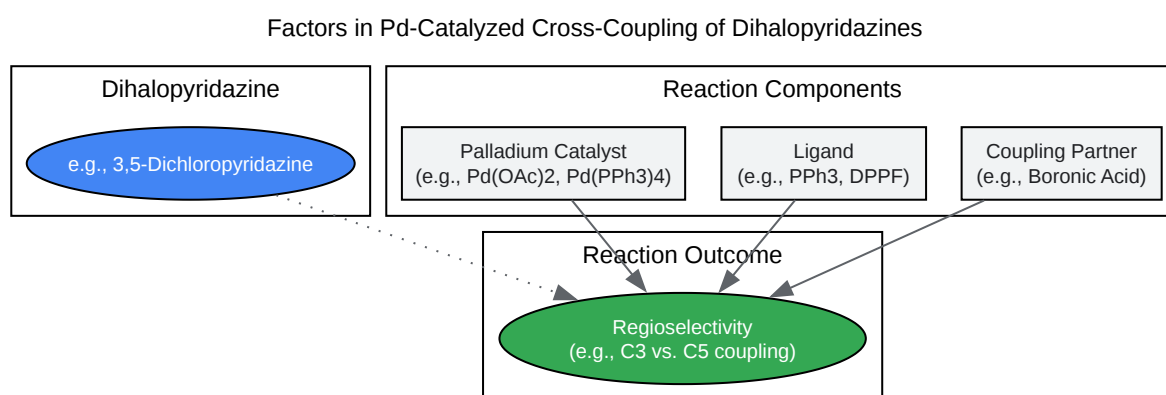 Factors in Pd-Catalyzed Cross-Coupling of Dihalopyridazines
Dihalopyridazine
e.g., 3,5-Dichloropyridazine
Reaction Components
Palladium Catalyst
(e.g., Pd(OAc)2, Pd(PPh3)4)
Ligand
(e.g., PPh3, DPPF)
Coupling Partner
(e.g., Boronic Acid)
Reaction Outcome
Regioselectivity
(e.g., C3 vs. C5 coupling)